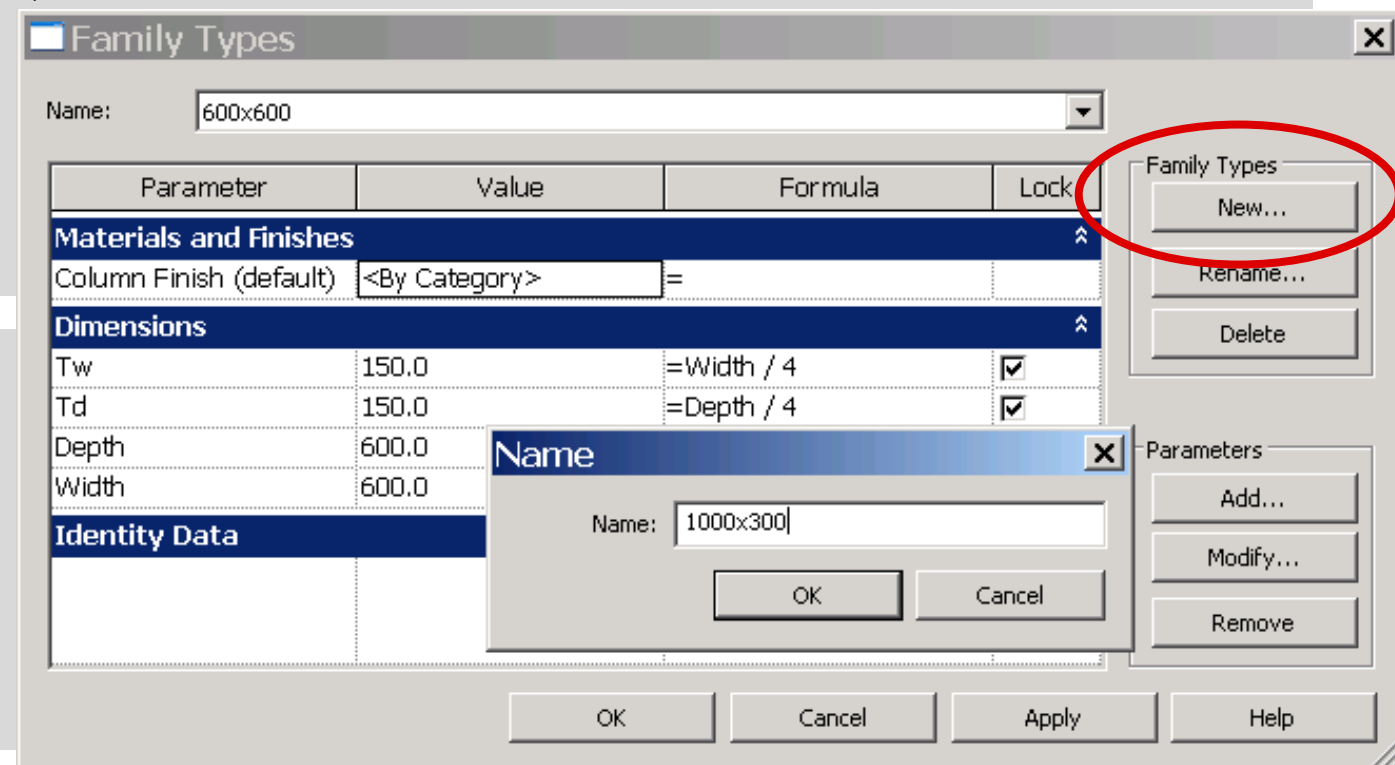 Family Types
Name: 600x600
Parameter Value Formula Lock
Materials and Finishes
Column Finish (default) <By Category> =
Dimensions
Tw 150.0 =Width / 4
Td 150.0 =Depth / 4
Depth 600.0
Width 600.0
Identity Data
Family Types
New...
Rename...
Delete
Name
Name: 1000x300
OK Cancel
Parameters
Add...
Modify...
Remove
OK Cancel Apply Help